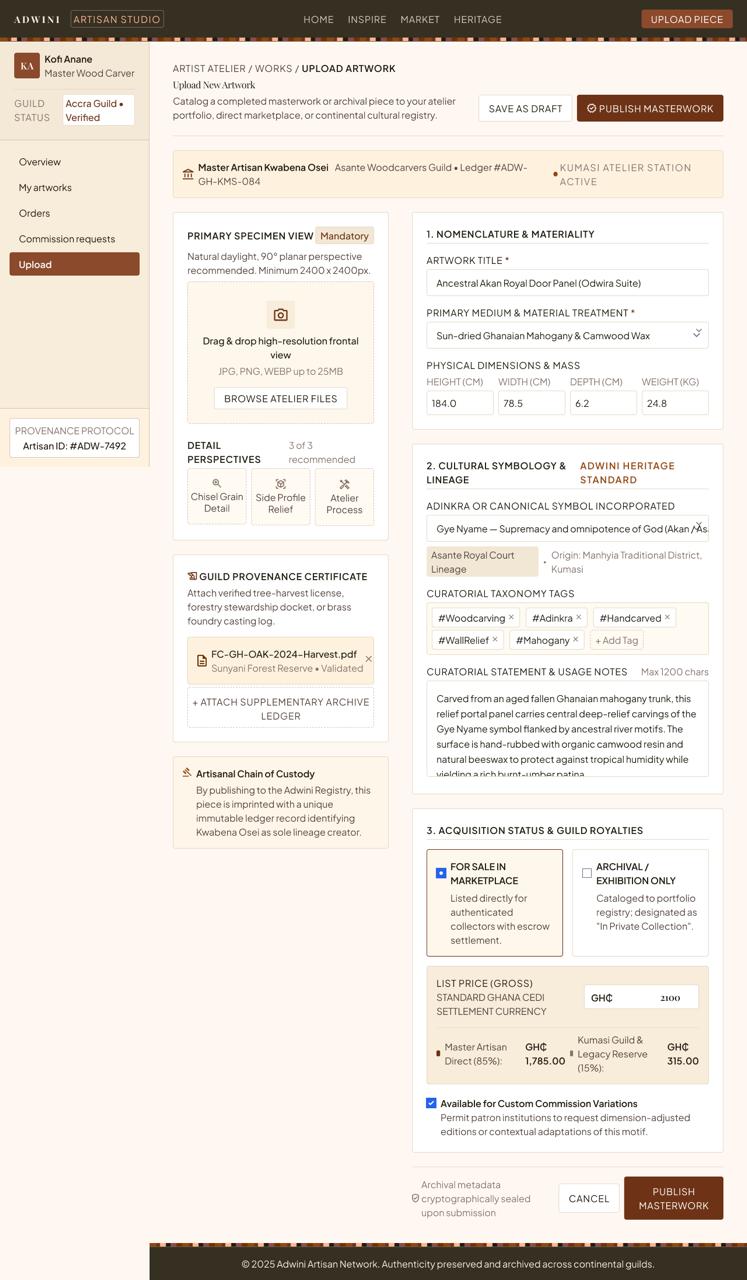 ADWINI ARTISAN STUDIO
HOME INSPIRE MARKET HERITAGE
UPLOAD PIECE
KA
Kofi Anane
Master Wood Carver
GUILD STATUS
Accra Guild • Verified
Overview
My artworks
Orders
Commission requests
Upload
PROVENANCE PROTOCOL
Artisan ID: #ADW-7492
ARTIST ATELIER / WORKS / UPLOAD ARTWORK
Upload New Artwork
Catalog a completed masterwork or archival piece to your atelier
portfolio, direct marketplace, or continental cultural registry.
SAVE AS DRAFT
PUBLISH MASTERWORK
Master Artisan Kwabena Osei Asante Woodcarvers Guild • Ledger #ADW-
GH-KMS-084
KUMASI ATELIER STATION
ACTIVE
PRIMARY SPECIMEN VIEW Mandatory
Natural daylight, 90° planar perspective
recommended. Minimum 2400 x 2400px.
Drag & drop high-resolution frontal
view
JPG, PNG, WEBP up to 25MB
BROWSE ATELIER FILES
DETAIL
PERSPECTIVES
3 of 3
recommended
Chisel Grain
Detail
Side Profile
Relief
Atelier
Process
GUILD PROVENANCE CERTIFICATE
Attach verified tree-harvest license,
forestry stewardship docket, or brass
foundry casting log.
FC-GH-OAK-2024-Harvest.pdf
Sunyani Forest Reserve • Validated
+ ATTACH SUPPLEMENTARY ARCHIVE
LEDGER
Artisanal Chain of Custody
By publishing to the Adwini Registry, this
piece is imprinted with a unique
immutable ledger record identifying
Kwabena Osei as sole lineage creator.
1. NOMENCLATURE & MATERIALITY
ARTWORK TITLE *
Ancestral Akan Royal Door Panel (Odwira Suite)
PRIMARY MEDIUM & MATERIAL TREATMENT *
Sun-dried Ghanaian Mahogany & Camwood Wax
PHYSICAL DIMENSIONS & MASS
HEIGHT (CM) WIDTH (CM) DEPTH (CM) WEIGHT (KG)
184.0 78.5 6.2 24.8
2. CULTURAL SYMBOLOGY &
LINEAGE
ADWINI HERITAGE
STANDARD
ADINKRA OR CANONICAL SYMBOL INCORPORATED
Gye Nyame — Supremacy and omnipotence of God (Akan / As
Asante Royal Court
Lineage
• Origin: Manhyia Traditional District,
Kumasi
CURATORIAL TAXONOMY TAGS
#Woodcarving × #Adinkra × #Handcarved ×
#WallRelief × #Mahogany × + Add Tag
CURATORIAL STATEMENT & USAGE NOTES Max 1200 chars
Carved from an aged fallen Ghanaian mahogany trunk, this
relief portal panel carries central deep-relief carvings of the
Gye Nyame symbol flanked by ancestral river motifs. The
surface is hand-rubbed with organic camwood resin and
natural beeswax to protect against tropical humidity while
yielding a rich burnt-umber patina.
3. ACQUISITION STATUS & GUILD ROYALTIES
FOR SALE IN
MARKETPLACE
Listed directly for
authenticated
collectors with escrow
settlement.
ARCHIVAL /
EXHIBITION ONLY
Cataloged to portfolio
registry; designated as
"In Private Collection".
LIST PRICE (GROSS)
STANDARD GHANA CEDI
SETTLEMENT CURRENCY
GH₵ 2100
Master Artisan
Direct (85%):
GH₵
1,785.00
Kumasi Guild &
Legacy Reserve
(15%):
GH₵
315.00
Available for Custom Commission Variations
Permit patron institutions to request dimension-adjusted
editions or contextual adaptations of this motif.
Archival metadata
cryptographically sealed
upon submission
CANCEL
PUBLISH
MASTERWORK
© 2025 Adwini Artisan Network. Authenticity preserved and archived across continental guilds.